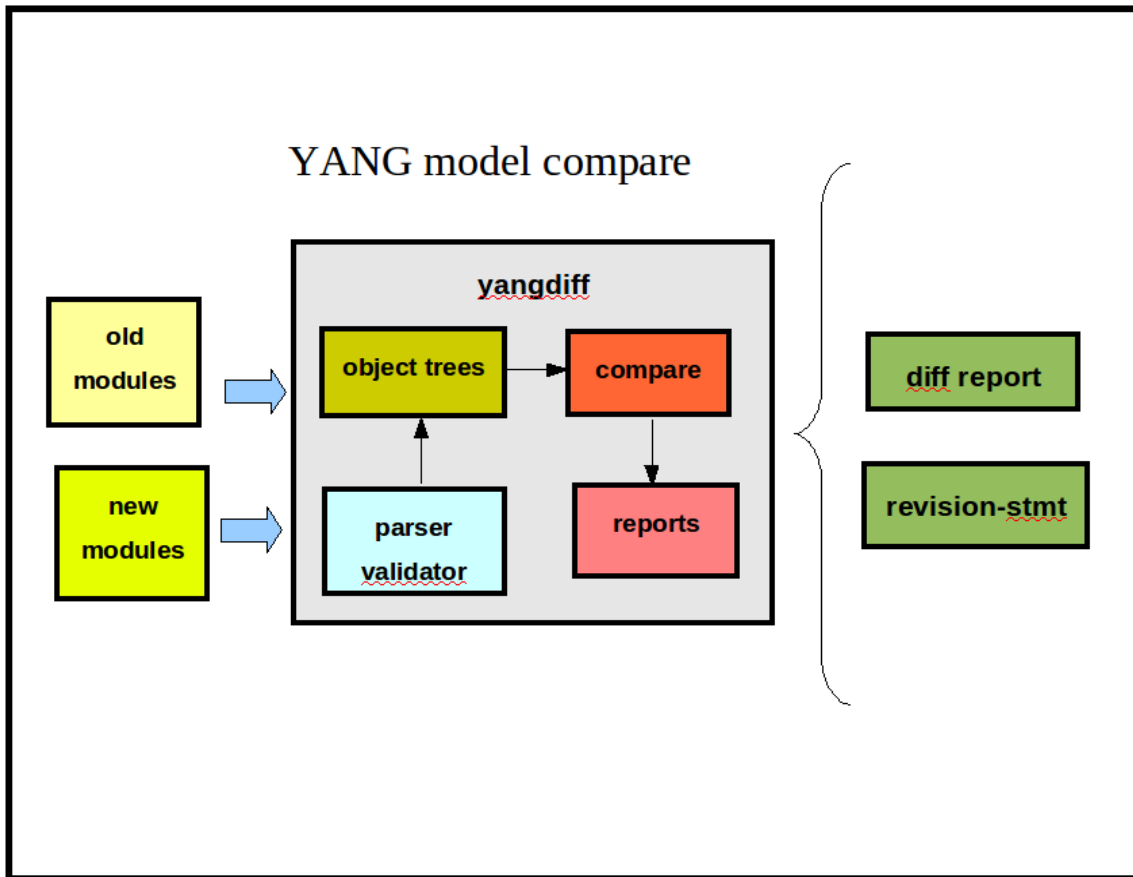 YANG model compare
old
modules
new
modules
yangdiff
object trees
compare
parser
validator
reports
diff report
revision-stmt